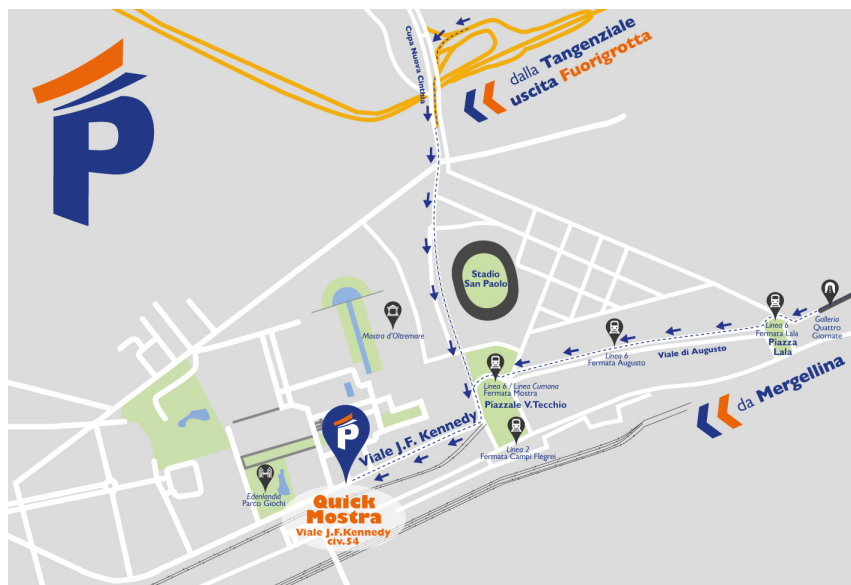 Cupa Nuova Cinthia
dalla Tangenziale
uscita Fuorigrotta
P
Stadio
San Paolo
Mostra d'Oltremare
Linea 6
Fermata Lala
Piazza
Lala
Galleria
Quattro
Giornate
Linea 6
Fermata Augusto
Viale di Augusto
Linea 6 / Linea Cumana
Fermata Mostra
Piazzale V.Tecchio
da Mergellina
Viale J.F. Kennedy
P
Linea 2
Fermata Campi Flegrei
Edenlandia
Parco Giochi
Quick
Mostra
Viale J.F.Kennedy
civ.54